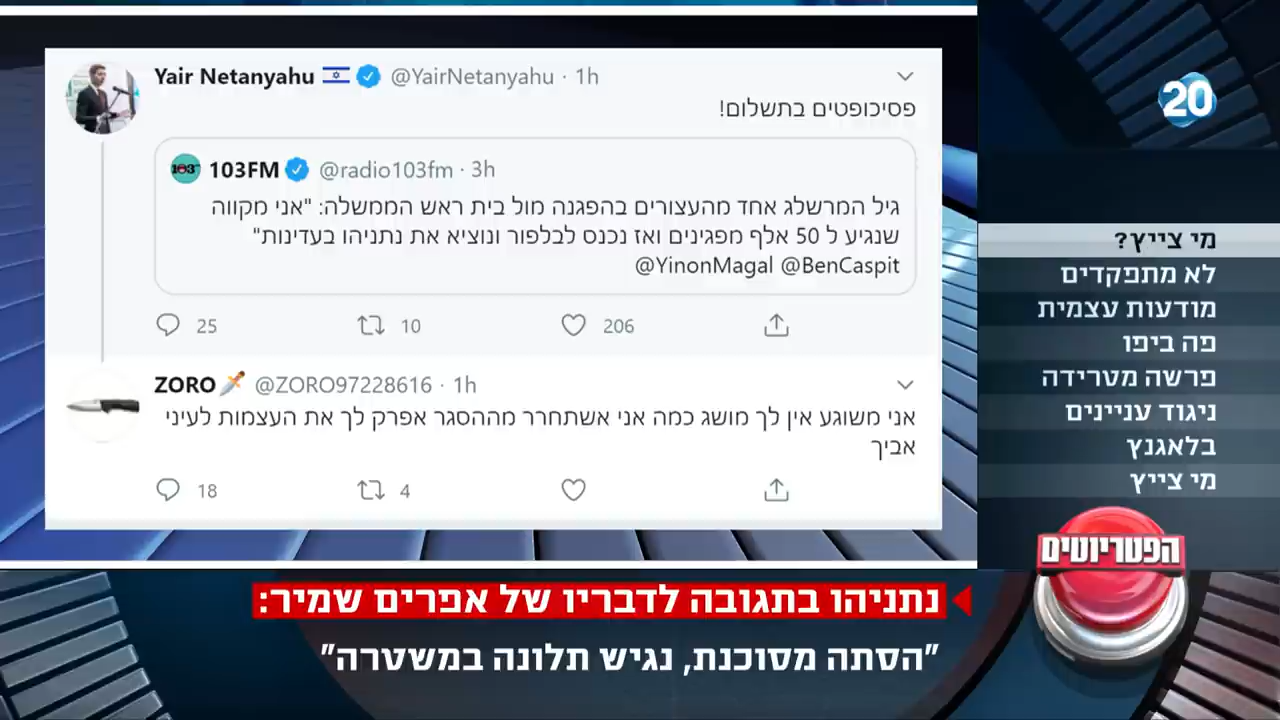 Yair Netanyahu @YairNetanyahu · 1h
פסיכופטים בתשלום!
103FM @radio103fm · 3h
גיל המרשלג אחד מהעצורים בהפגנה מול בית ראש הממשלה: "אני מקווה
שנגיע ל 50 אלף מפגינים ואז נכנס לבלפור ונוציא את נתניהו בעדינות"
@YinonMagal @BenCaspit
25 10 206
ZORO @ZORO97228616 · 1h
אני משוגע אין לך מושג כמה אני אשתחרר מההסגר אפרק לך את העצמות לעיני
אביך
18 4
20
מי צייץ?
לא מתפקדים
מודעות עצמית
פה ביפו
פרשה מטרידה
ניגוד עניינים
בלאגנץ
מי צייץ
הפטריוטים
נתניהו בתגובה לדבריו של אפרים שמיר:
"הסתה מסוכנת, נגיש תלונה במשטרה"